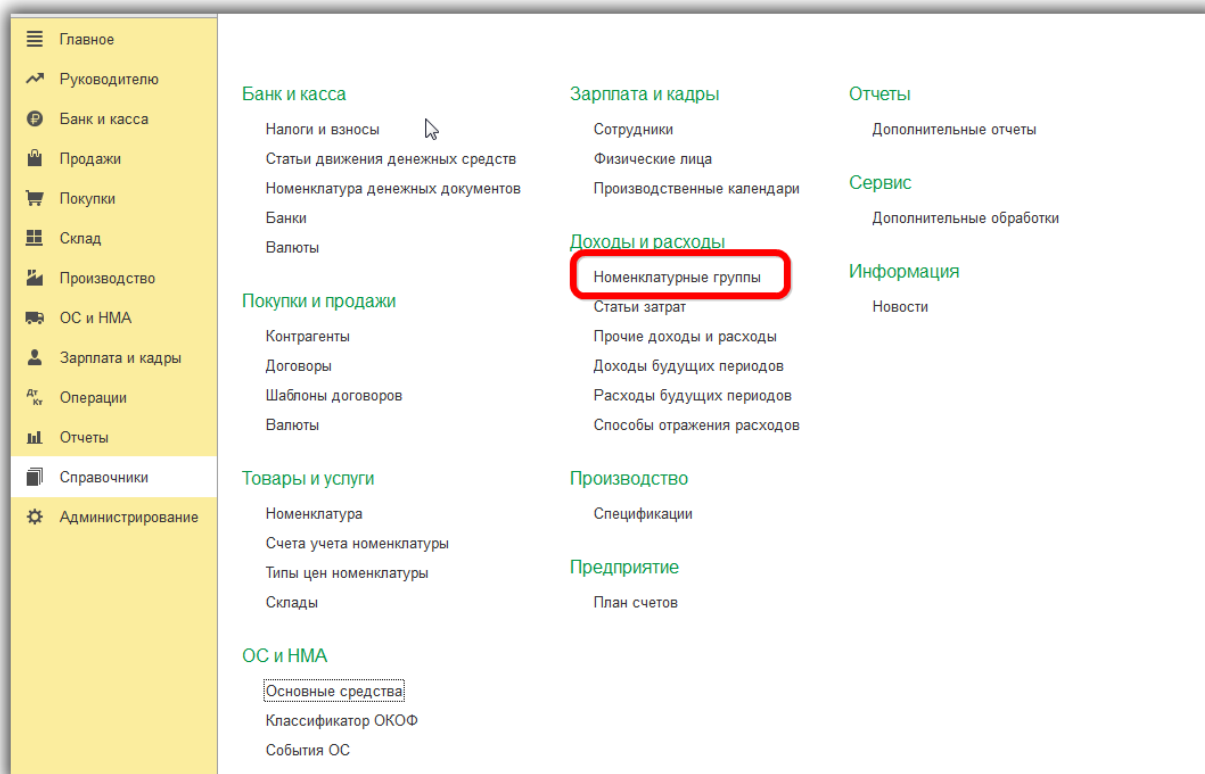 Главное
Руководителю
Банк и касса
Продажи
Покупки
Склад
Производство
ОС и НМА
Зарплата и кадры
Дт Кт Операции
Отчеты
Справочники
Администрирование
Банк и касса
Налоги и взносы
Статьи движения денежных средств
Номенклатура денежных документов
Банки
Валюты
Покупки и продажи
Контрагенты
Договоры
Шаблоны договоров
Валюты
Товары и услуги
Номенклатура
Счета учета номенклатуры
Типы цен номенклатуры
Склады
ОС и НМА
Основные средства
Классификатор ОКОФ
События ОС
Зарплата и кадры
Сотрудники
Физические лица
Производственные календари
Доходы и расходы
Номенклатурные группы
Статьи затрат
Прочие доходы и расходы
Доходы будущих периодов
Расходы будущих периодов
Способы отражения расходов
Производство
Спецификации
Предприятие
План счетов
Отчеты
Дополнительные отчеты
Сервис
Дополнительные обработки
Информация
Новости